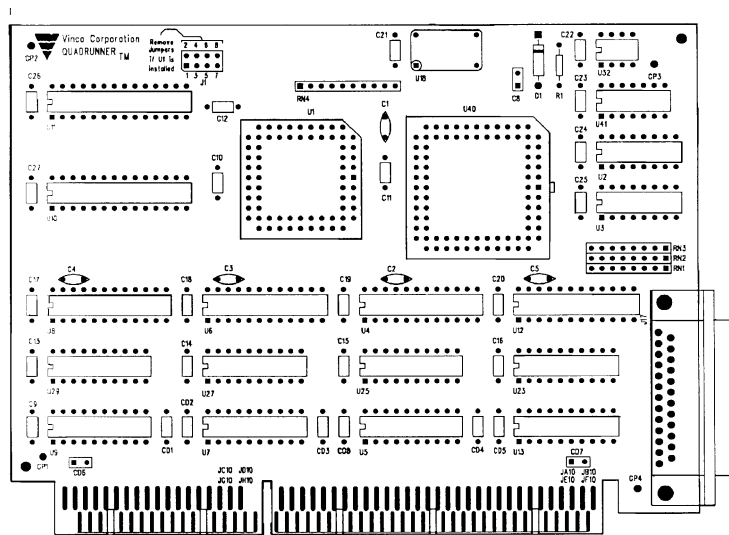 Vinco Corporation
QUADRUNNER TM
CP2
Remove
Jumpers
If U1 is
installed
2 4 6 8
1 3 5 7
J1
C21
U18
C22
U32
CP3
C26
U11
C12
RN4
U1
C1
U40
C8
D1
R1
C23
U41
C24
U2
C27
U10
C10
C11
C25
U3
RN3
RN2
RN1
C17
C4
U8
C18
C3
U6
C19
C2
U4
C20
C5
U12
J17
C13
U29
C14
U27
C15
U25
C16
U23
C9
U9
CD1
CD2
U7
CD3
CD8
U5
CD4
CD5
U13
CP1
CD6
JC10 JD10
JG10 JH10
CD7
JA10 JB10
JE10 JF10
CP4